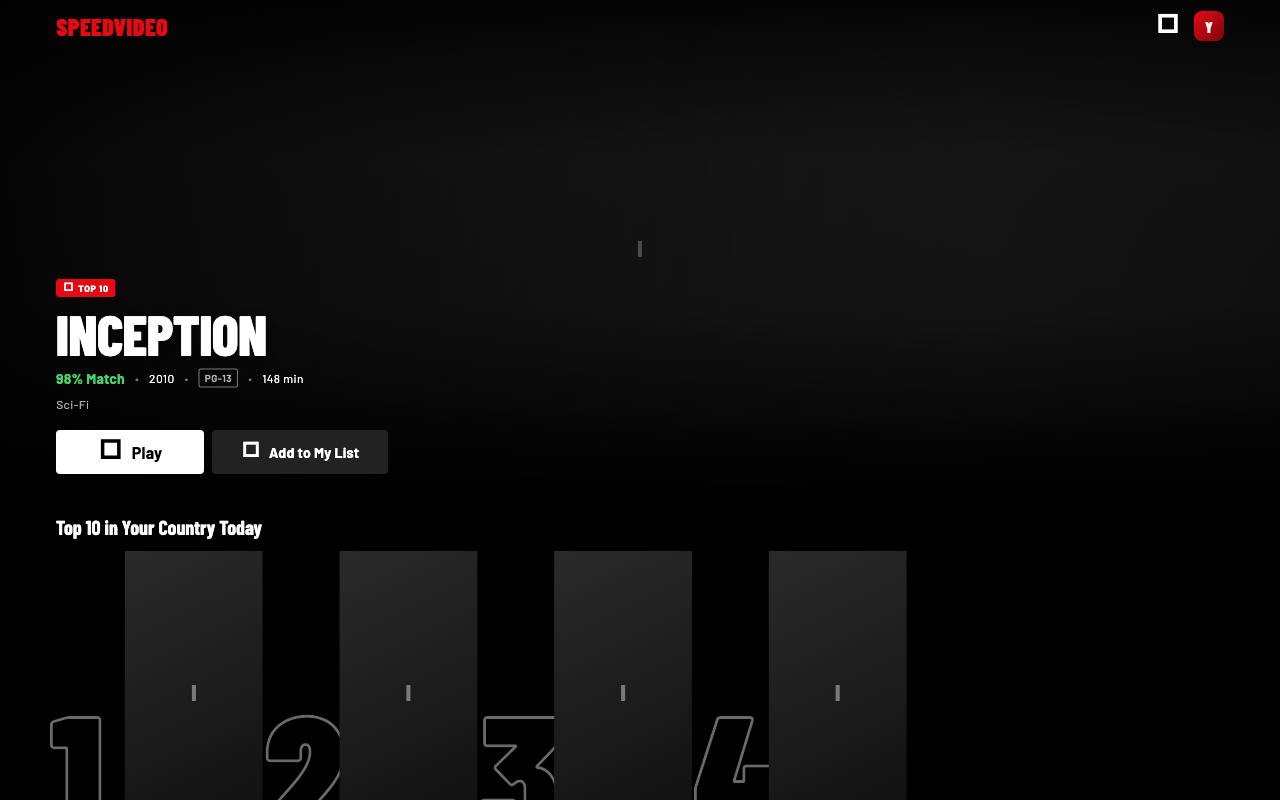 SPEEDVIDEO
Y
TOP 10
INCEPTION
98% Match • 2010 • PG-13 • 148 min
Sci-Fi
Play
Add to My List
Top 10 in Your Country Today
1 2 3 4